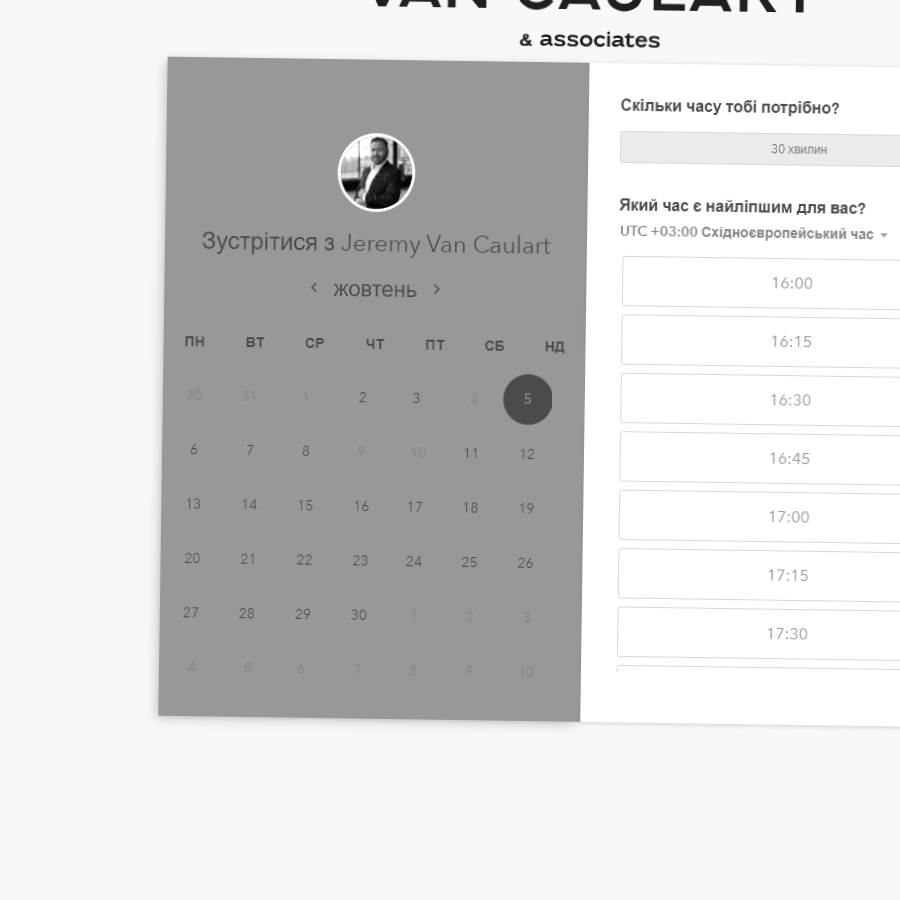 VAN CAULART
& associates
Зустрітися з Jeremy Van Caulart
‹ жовтень ›
ПН ВТ СР ЧТ ПТ СБ НД
30 31 1 2 3 4 5
6 7 8 9 10 11 12
13 14 15 16 17 18 19
20 21 22 23 24 25 26
27 28 29 30 1 2 3
4 5 6 7 8 9 10
Скільки часу тобі потрібно?
30 хвилин
Який час є найліпшим для вас?
UTC +03:00 Східноєвропейський час
16:00
16:15
16:30
16:45
17:00
17:15
17:30